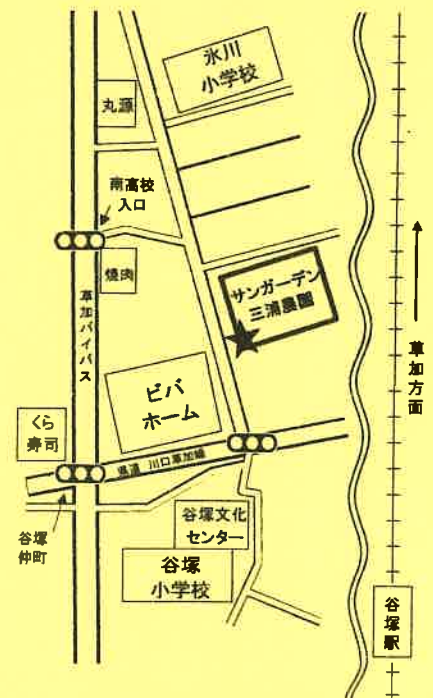 氷川
小学校
丸源
南高校
入口
焼肉
草加バイパス
サンガーデン
三浦農園
草加方面
ビバ
ホーム
くら
寿司
県道 川口草加線
谷塚
仲町
谷塚文化
センター
谷塚
小学校
谷塚駅